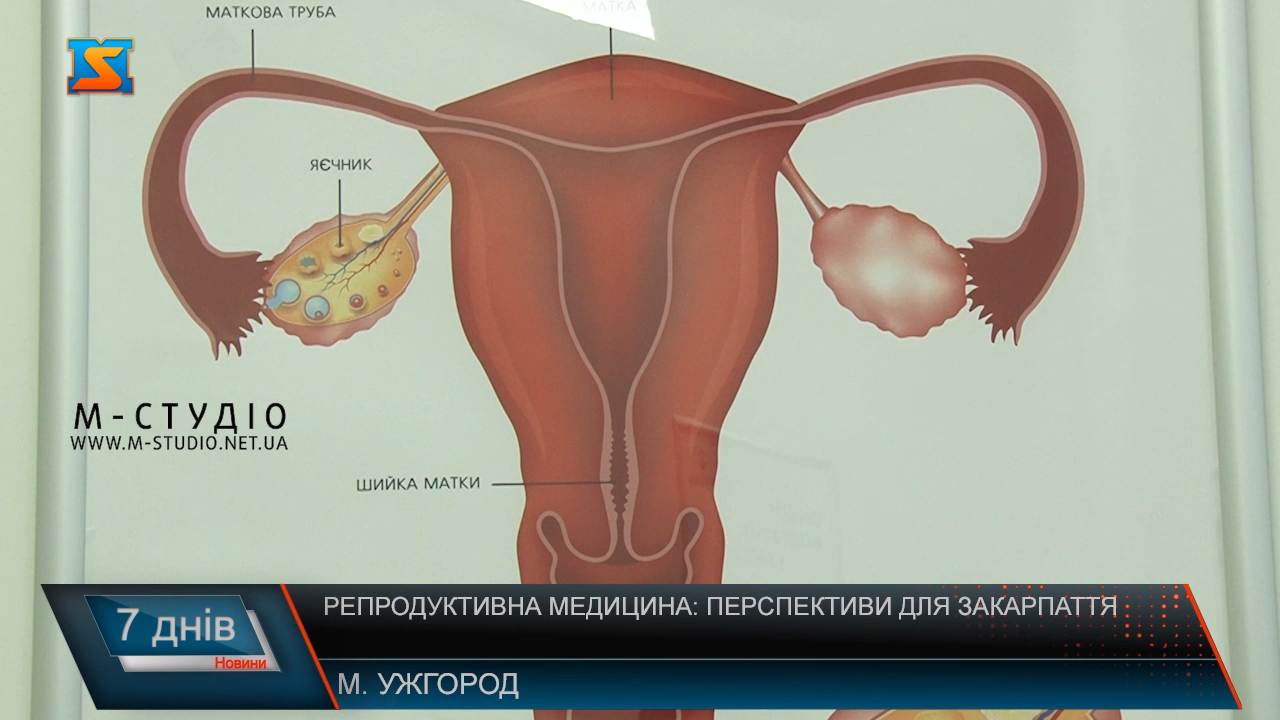 МАТКОВА ТРУБА
МАТКА
ЯЄЧНИК
М-СТУДІО
WWW.M-STUDIO.NET.UA
ШИЙКА МАТКИ
РЕПРОДУКТИВНА МЕДИЦИНА: ПЕРСПЕКТИВИ ДЛЯ ЗАКАРПАТТЯ
7 днів
Новини
М. УЖГОРОД